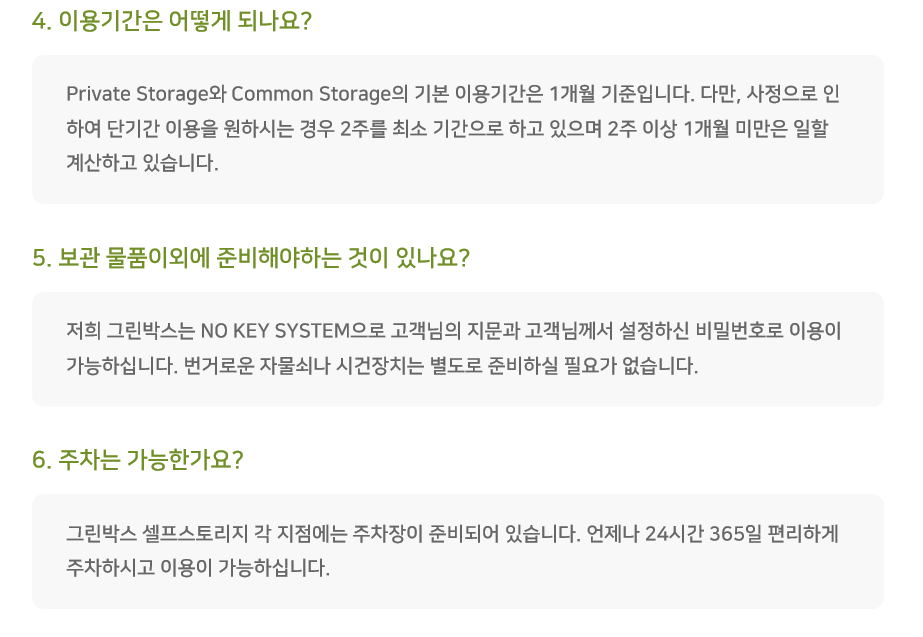 4. 이용기간은 어떻게 되나요?
Private Storage와 Common Storage의 기본 이용기간은 1개월 기준입니다. 다만, 사정으로 인
하여 단기간 이용을 원하시는 경우 2주를 최소 기간으로 하고 있으며 2주 이상 1개월 미만은 일할
계산하고 있습니다.
5. 보관 물품이외에 준비해야하는 것이 있나요?
저희 그린박스는 NO KEY SYSTEM으로 고객님의 지문과 고객님께서 설정하신 비밀번호로 이용이
가능하십니다. 번거로운 자물쇠나 시건장치는 별도로 준비하실 필요가 없습니다.
6. 주차는 가능한가요?
그린박스 셀프스토리지 각 지점에는 주차장이 준비되어 있습니다. 언제나 24시간 365일 편리하게
주차하시고 이용이 가능하십니다.